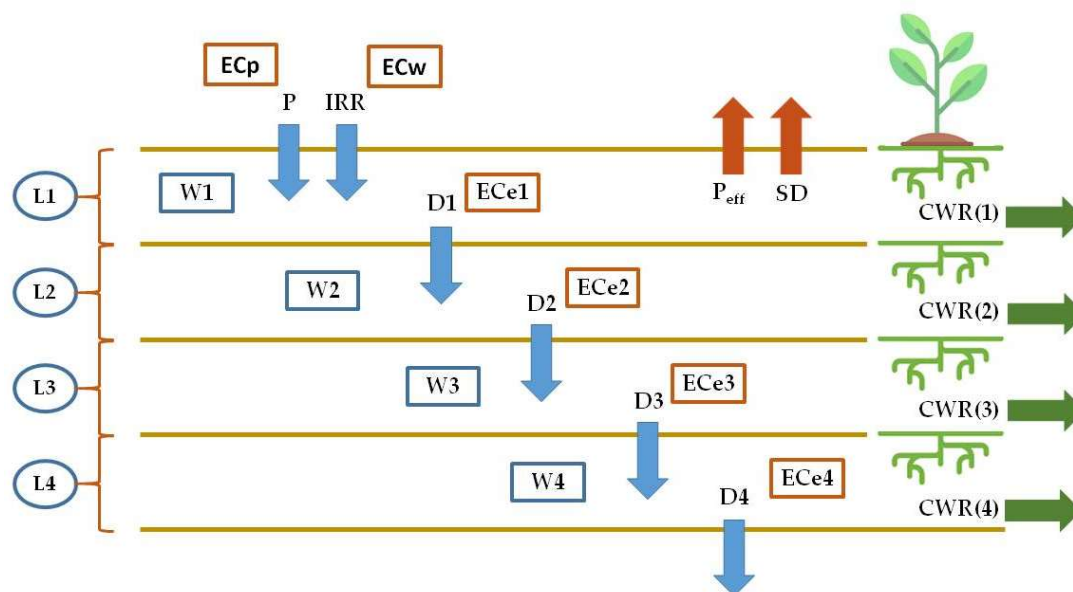 ECp
ECw
P
IRR
L1
W1
D1
ECe1
Peff
SD
CWR(1)
L2
W2
D2
ECe2
CWR(2)
L3
W3
D3
ECe3
CWR(3)
L4
W4
D4
ECe4
CWR(4)